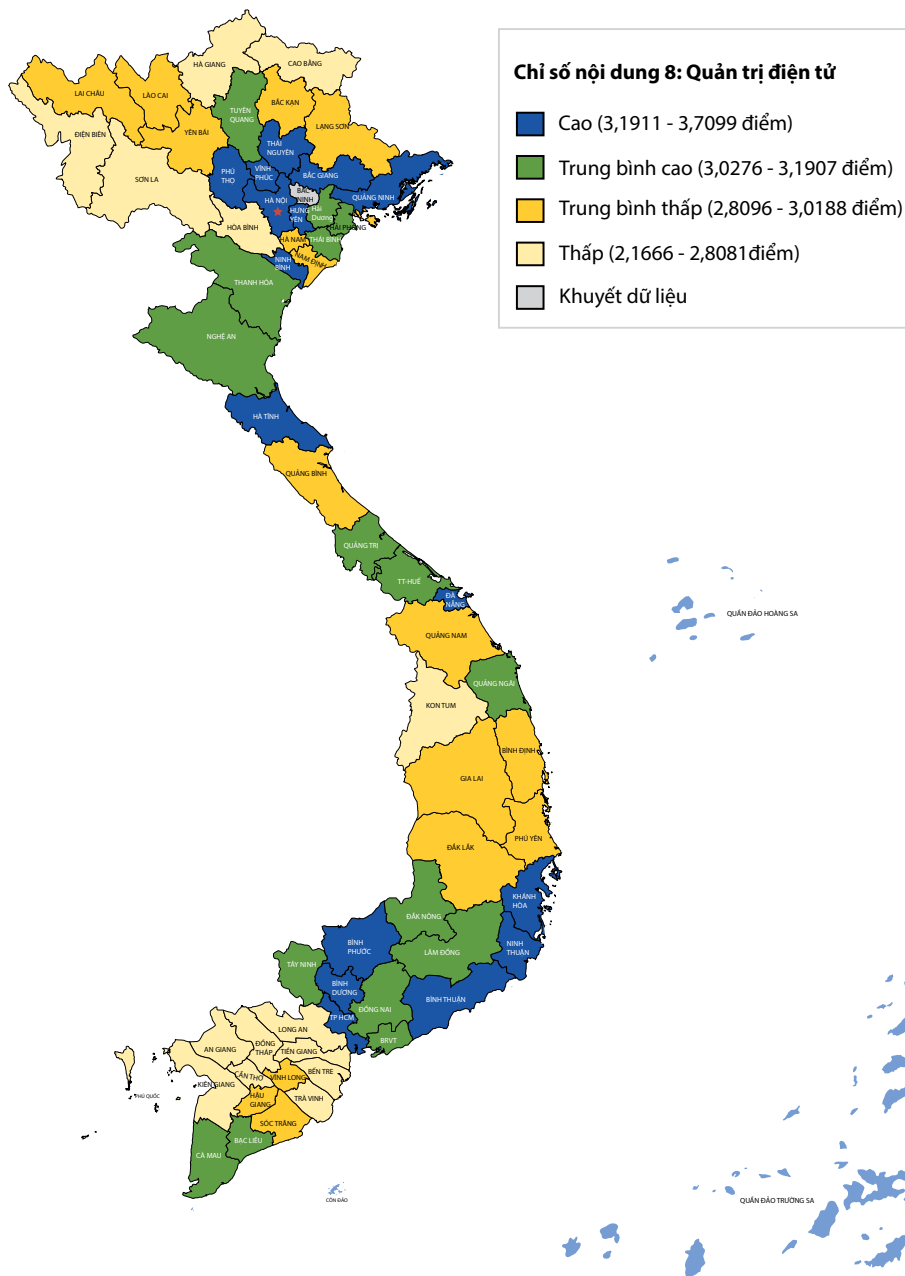 Chỉ số nội dung 8: Quản trị điện tử
Cao (3,1911 - 3,7099 điểm)
Trung bình cao (3,0276 - 3,1907 điểm)
Trung bình thấp (2,8096 - 3,0188 điểm)
Thấp (2,1666 - 2,8081điểm)
Khuyết dữ liệu
HÀ GIANG
CAO BẰNG
LAI CHÂU
LÀO CAI
TUYÊN
QUANG
BẮC KẠN
LẠNG SƠN
ĐIỆN BIÊN
YÊN BÁI
THÁI
NGUYÊN
SƠN LA
PHÚ
THỌ
VĨNH
PHÚC
BẮC GIANG
QUẢNG NINH
BẮC
NINH
HÀ NỘI
HƯNG
YÊN
Hải
Dương
HẢI PHÒNG
HÒA BÌNH
HÀ NAM
THÁI BÌNH
NAM ĐỊNH
NINH
BÌNH
THANH HÓA
NGHỆ AN
HÀ TĨNH
QUẢNG BÌNH
QUẢNG TRỊ
TT-HUẾ
ĐÀ
NẴNG
QUẦN ĐẢO HOÀNG SA
QUẢNG NAM
QUẢNG NGÃI
KON TUM
BÌNH ĐỊNH
GIA LAI
PHÚ YÊN
ĐẮK LẮK
KHÁNH
HÒA
ĐẮK NÔNG
BÌNH
PHƯỚC
LÂM ĐỒNG
NINH
THUẬN
TÂY NINH
BÌNH
DƯƠNG
BÌNH THUẬN
ĐỒNG NAI
TP HCM
BRVT
LONG AN
AN GIANG
ĐỒNG
THÁP
TIỀN GIANG
BẾN TRE
CẦN THƠ
VĨNH LONG
KIÊN GIANG
PHÚ QUỐC
HẬU
GIANG
TRÀ VINH
SÓC TRĂNG
BẠC LIÊU
CÀ MAU
CÔN ĐẢO
QUẦN ĐẢO TRƯỜNG SA